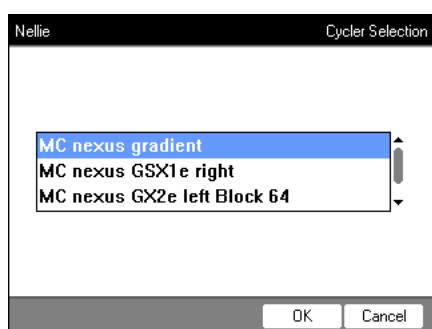 Nellie Cycler Selection
MC nexus gradient
MC nexus GSX1e right
MC nexus GX2e left Block 64
OK Cancel